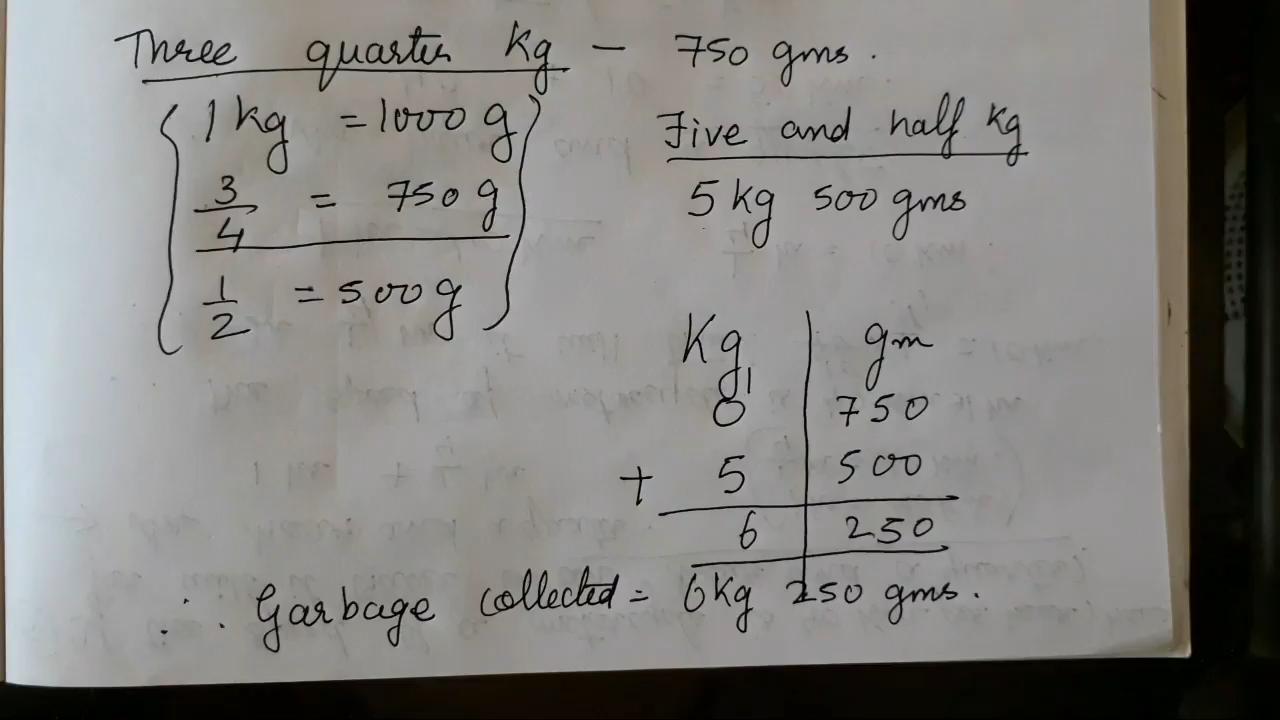 Three quarter Kg - 750 gms.
{ 1 kg = 1000 g }
3/4 = 750 g
1/2 = 500 g
Five and half Kg
5 kg 500 gms
Kg | gm
1
0 | 750
+ 5 | 500
6 | 250
∴ Garbage collected = 6 Kg 250 gms.